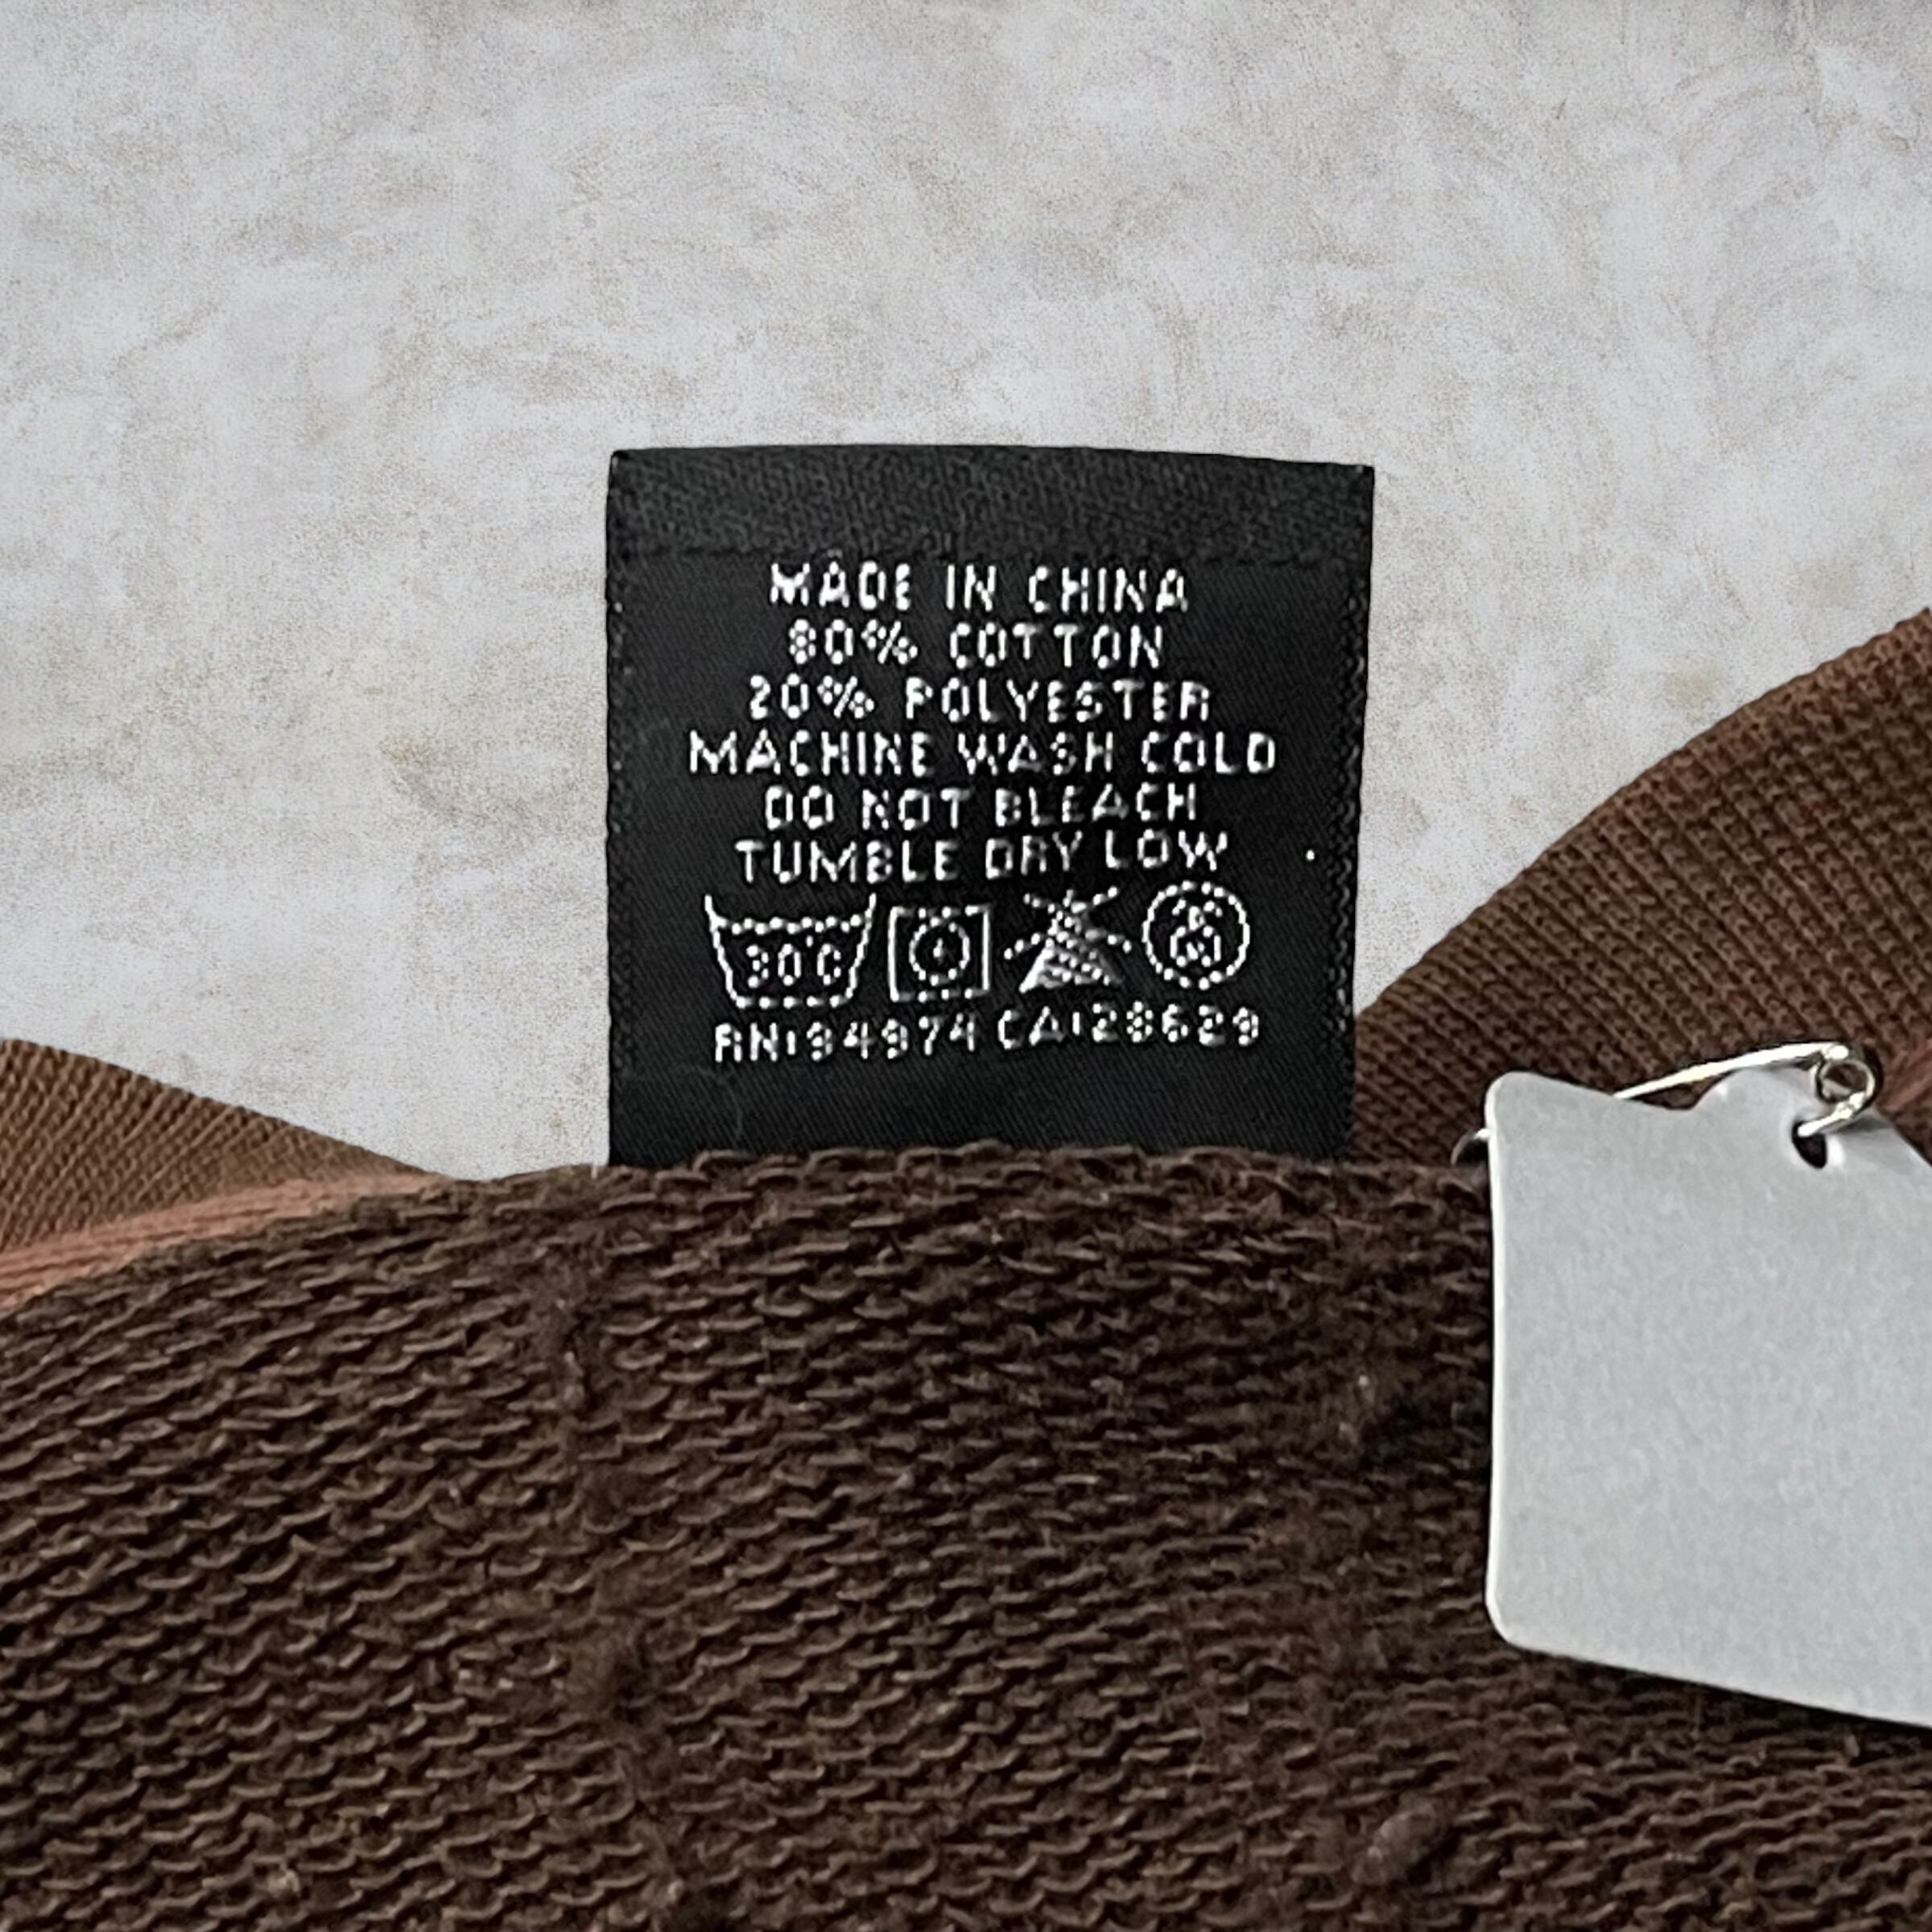 MADE IN CHINA
80% COTTON
20% POLYESTER
MACHINE WASH COLD
DO NOT BLEACH
TUMBLE DRY LOW
30°C
RN:94974 CA:28629